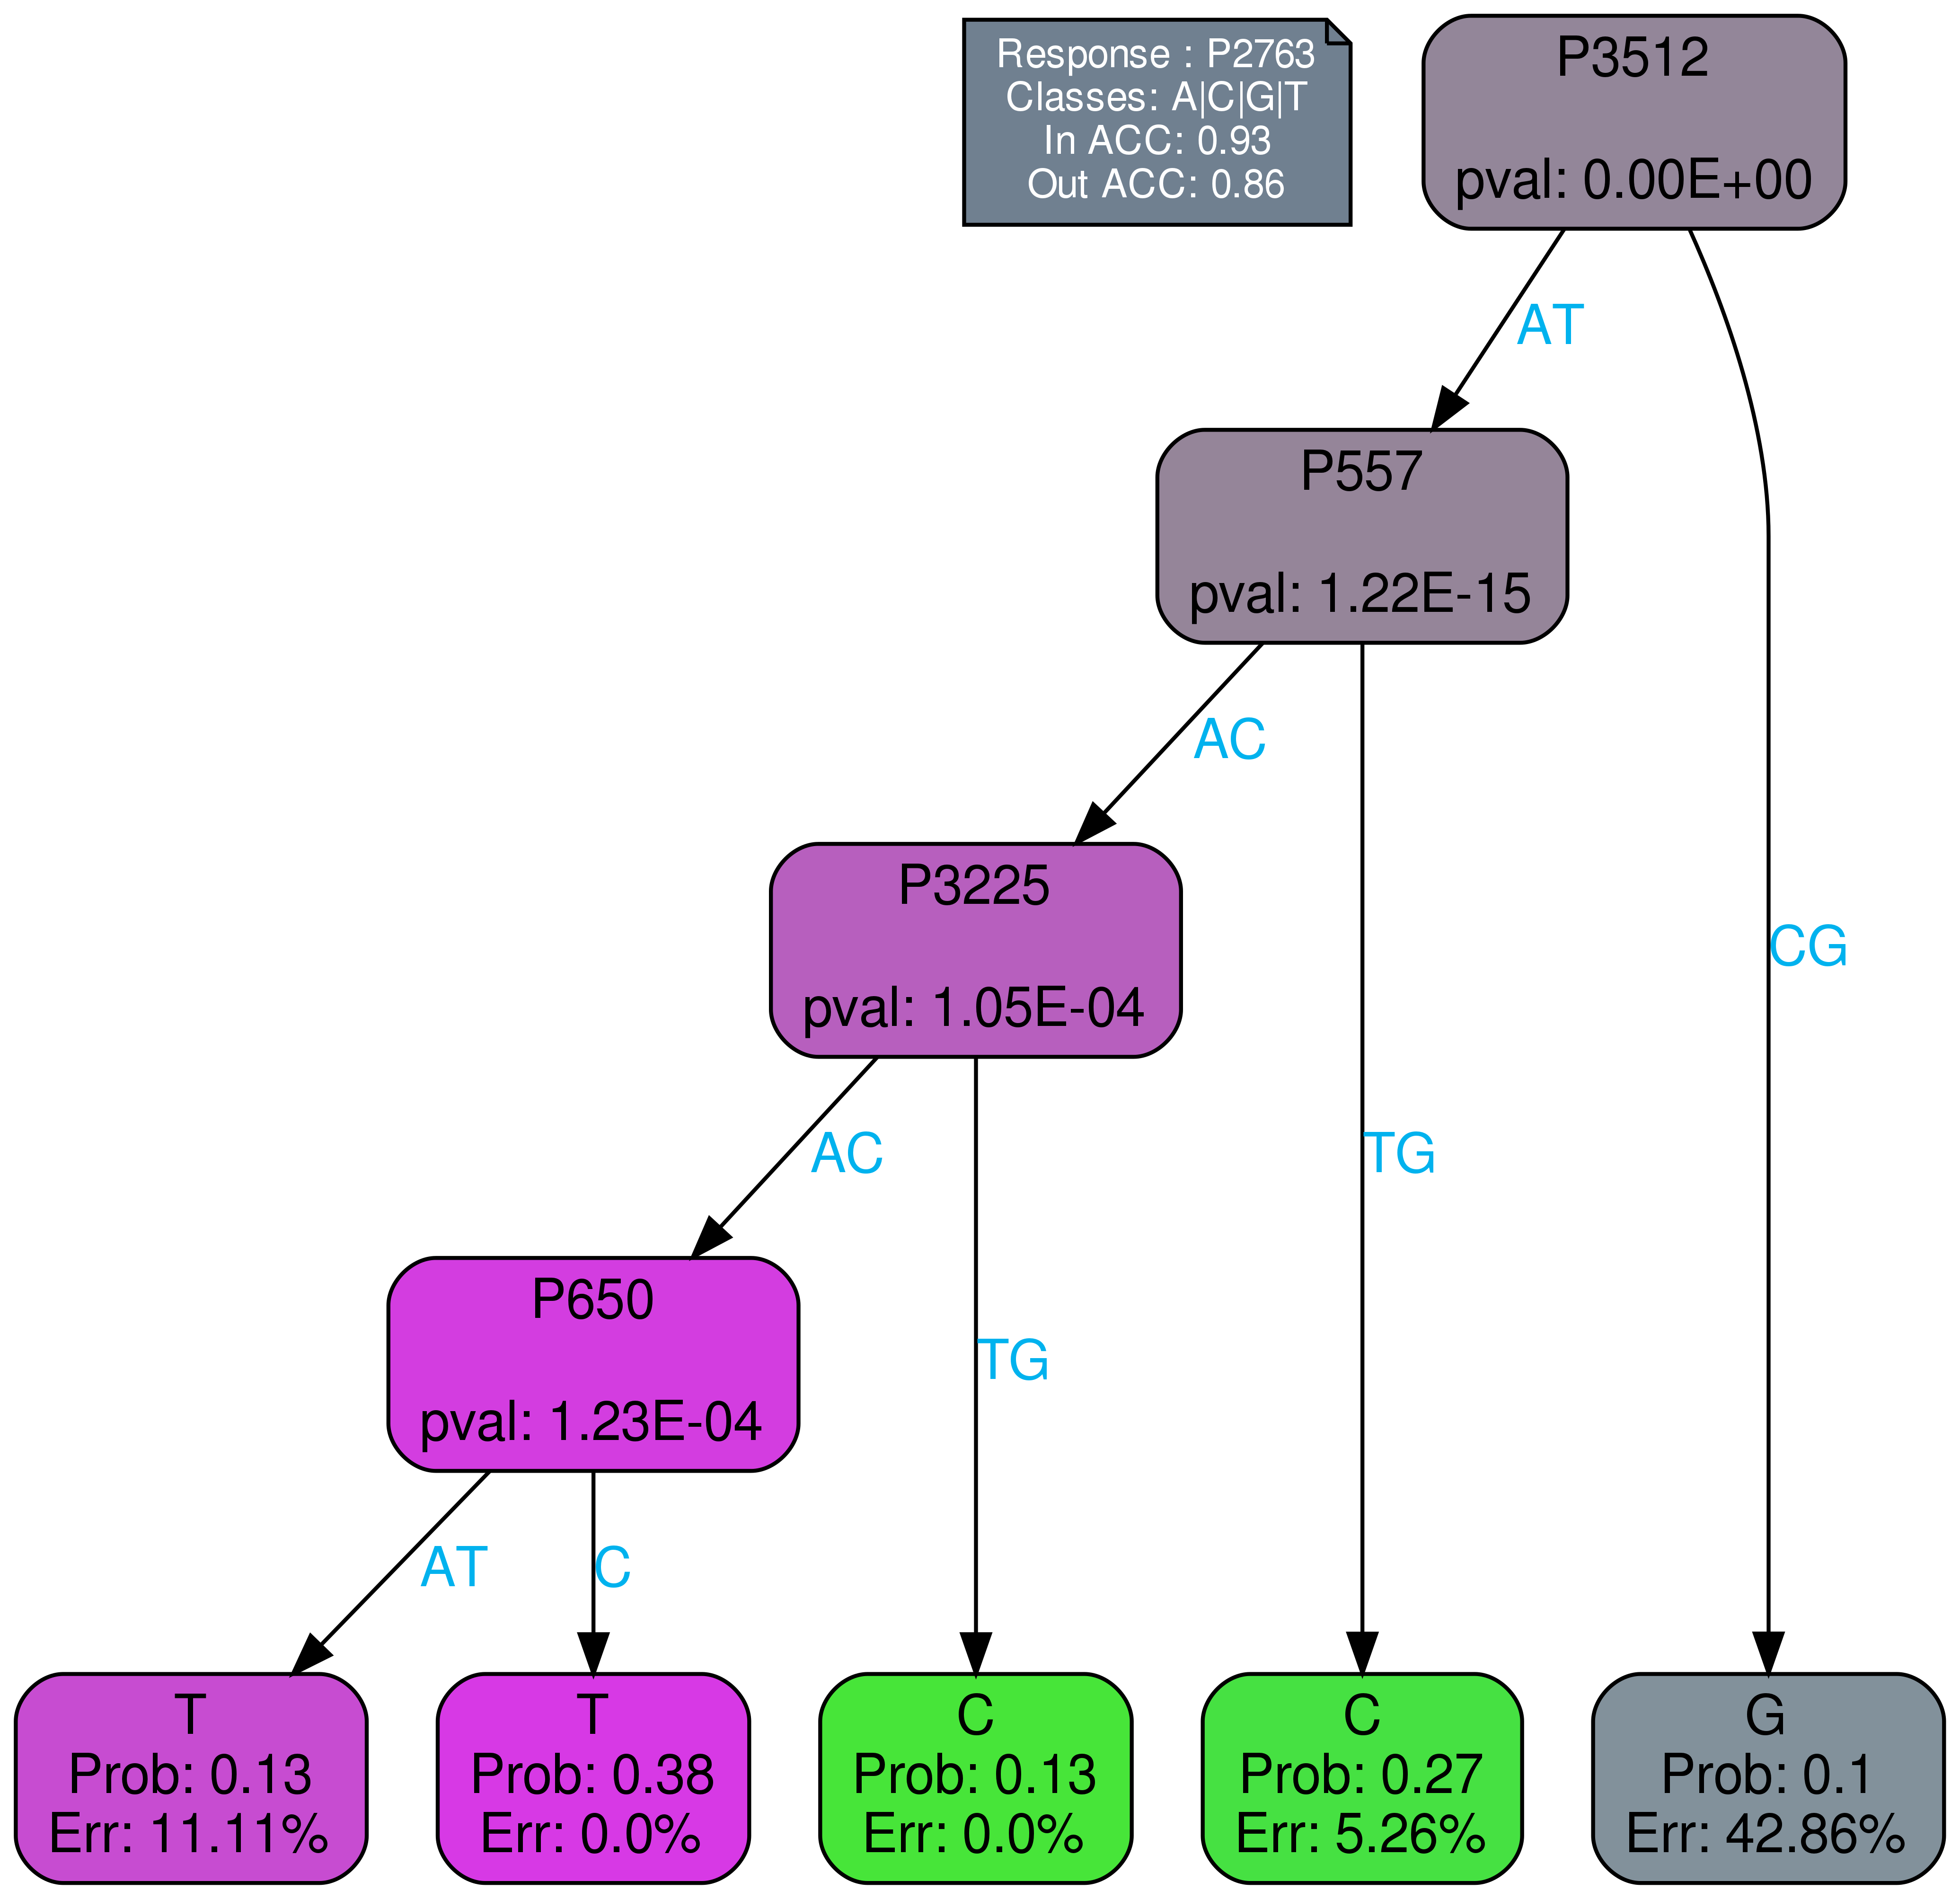 Response : P2763
Classes: A|C|G|T
In ACC: 0.93
Out ACC: 0.86
P3512
pval: 0.00E+00
AT
CG
P557
pval: 1.22E-15
AC
TG
P3225
pval: 1.05E-04
AC
TG
P650
pval: 1.23E-04
AT
C
T
Prob: 0.13
Err: 11.11%
T
Prob: 0.38
Err: 0.0%
C
Prob: 0.13
Err: 0.0%
C
Prob: 0.27
Err: 5.26%
G
Prob: 0.1
Err: 42.86%